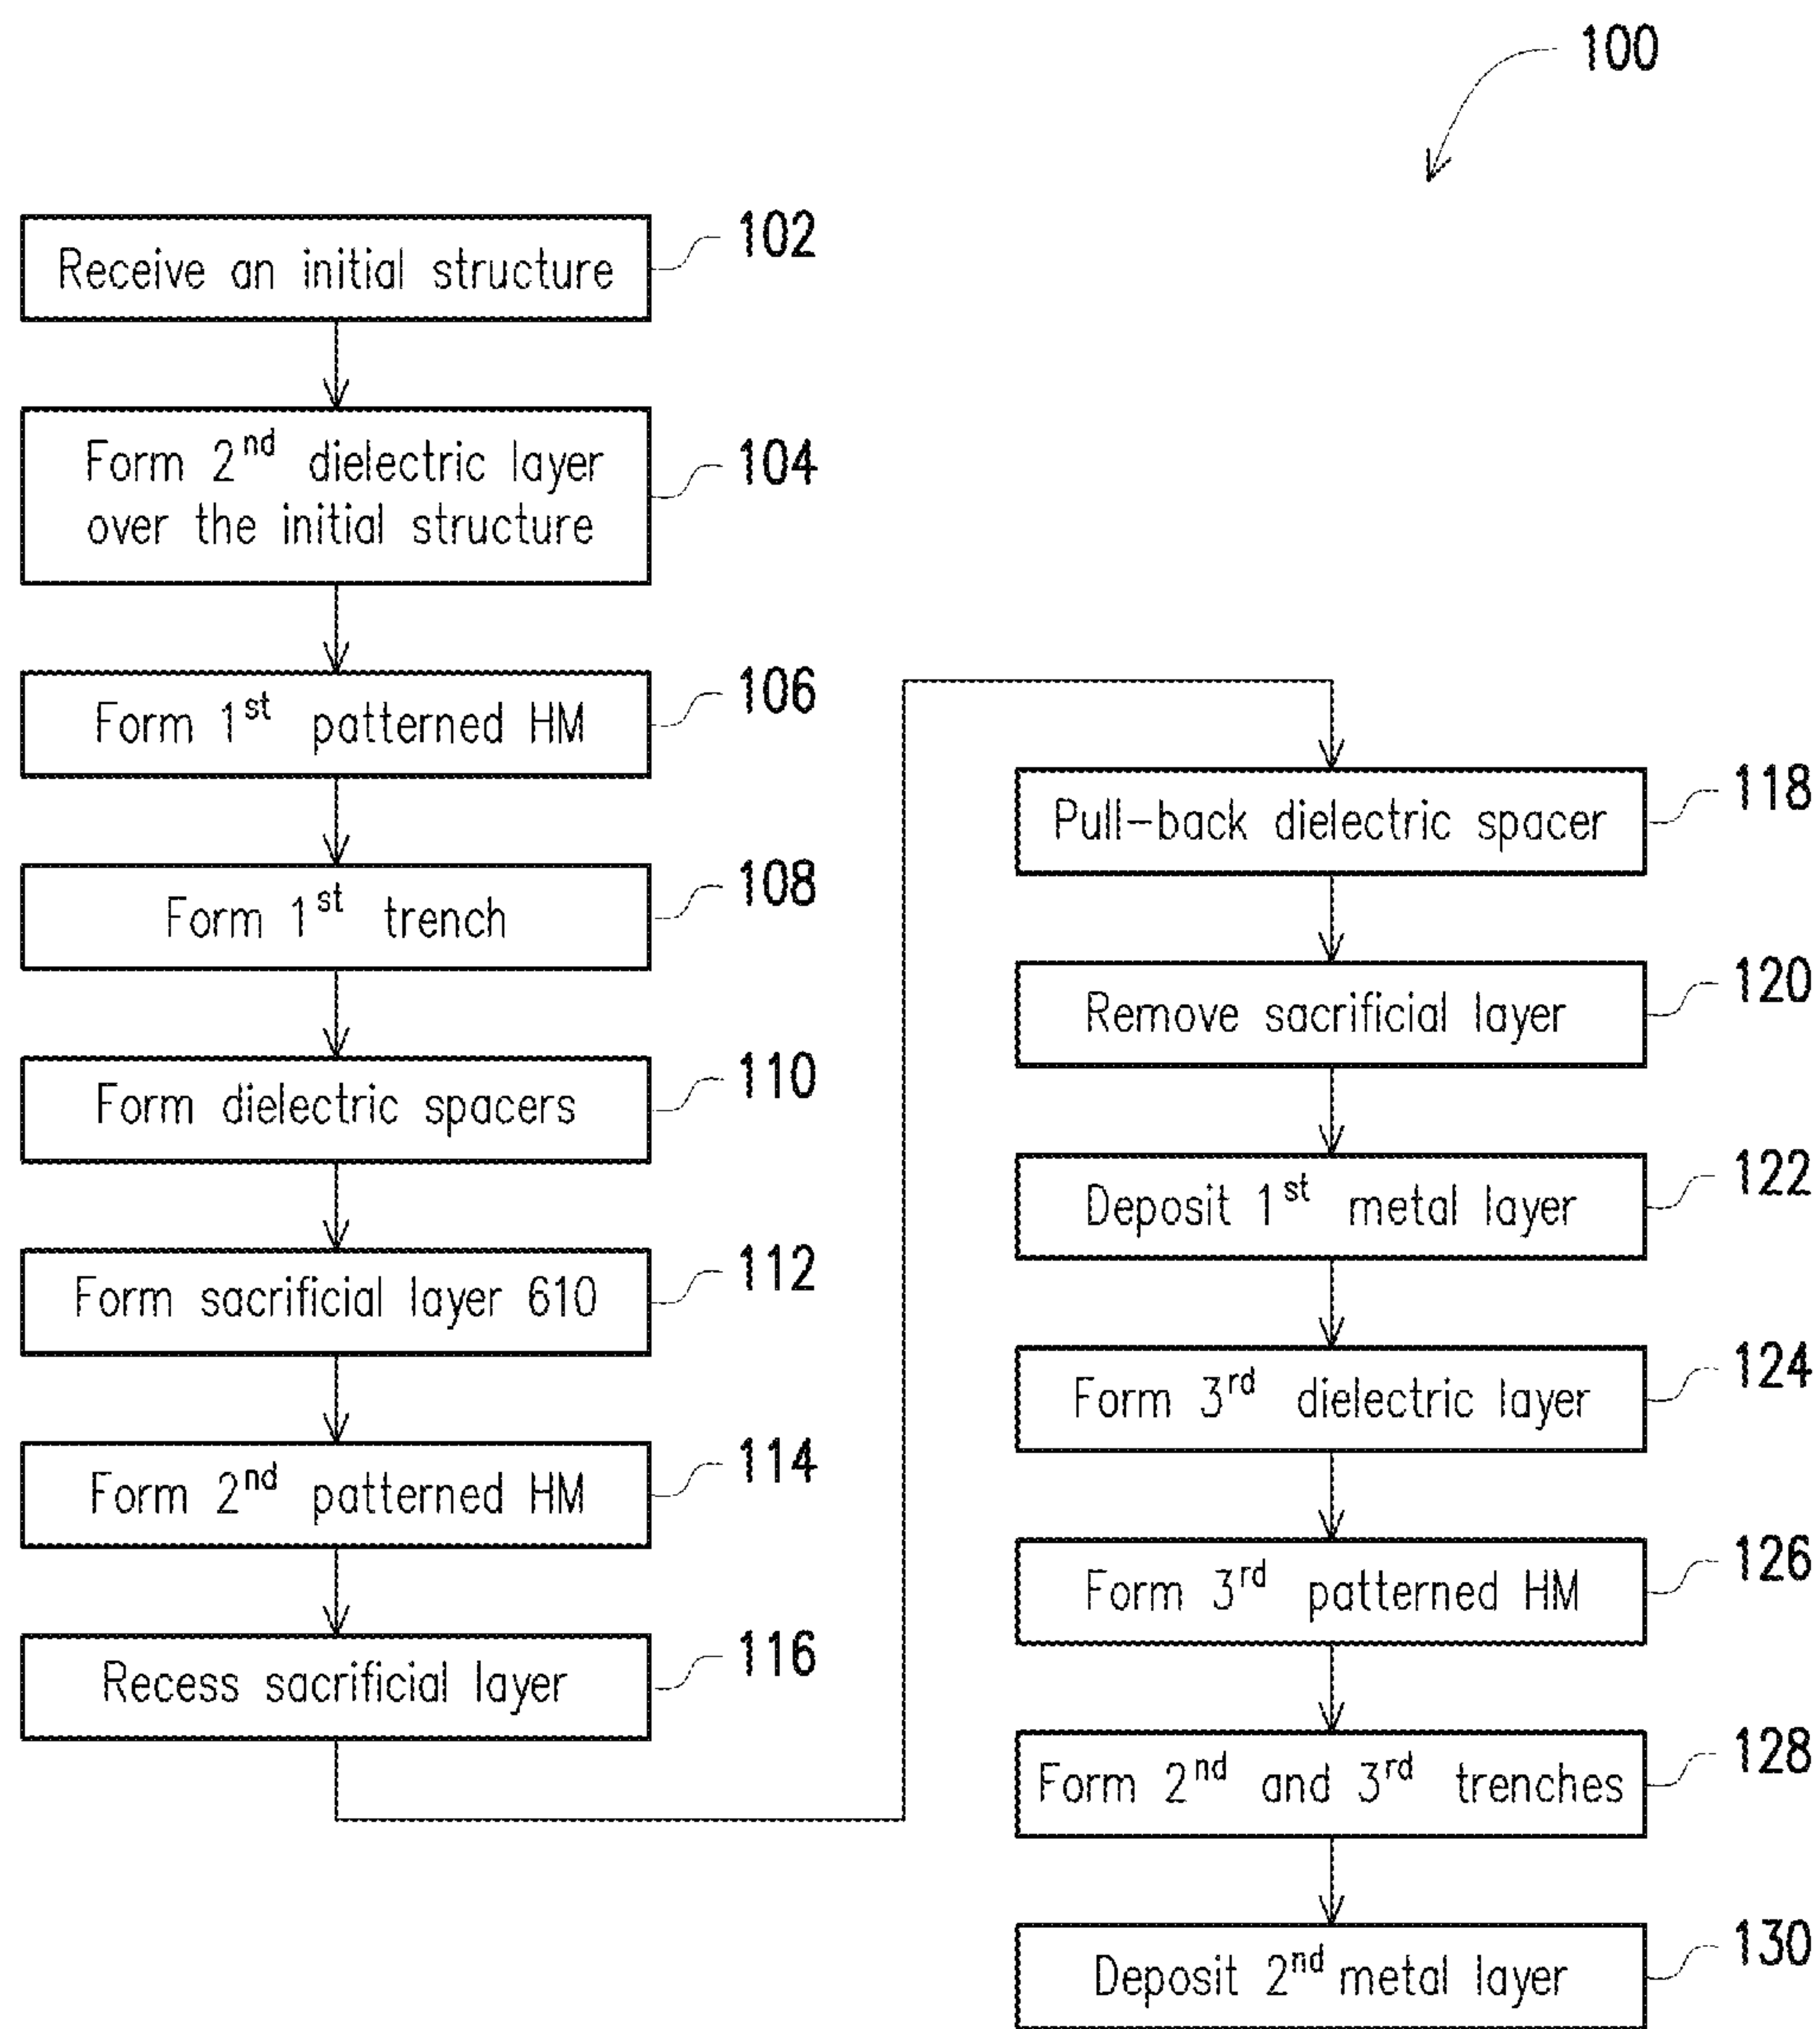 100
Receive an initial structure
102
Form 2nd dielectric layer
over the initial structure
104
Form 1st patterned HM
106
Form 1st trench
108
Form dielectric spacers
110
Form sacrificial layer 610
112
Form 2nd patterned HM
114
Recess sacrificial layer
116
Pull-back dielectric spacer
118
Remove sacrificial layer
120
Deposit 1st metal layer
122
Form 3rd dielectric layer
124
Form 3rd patterned HM
126
Form 2nd and 3rd trenches
128
Deposit 2nd metal layer
130